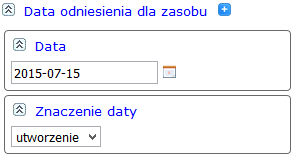 Data odniesienia dla zasobu
Data
2015-07-15
Znaczenie daty
utworzenie